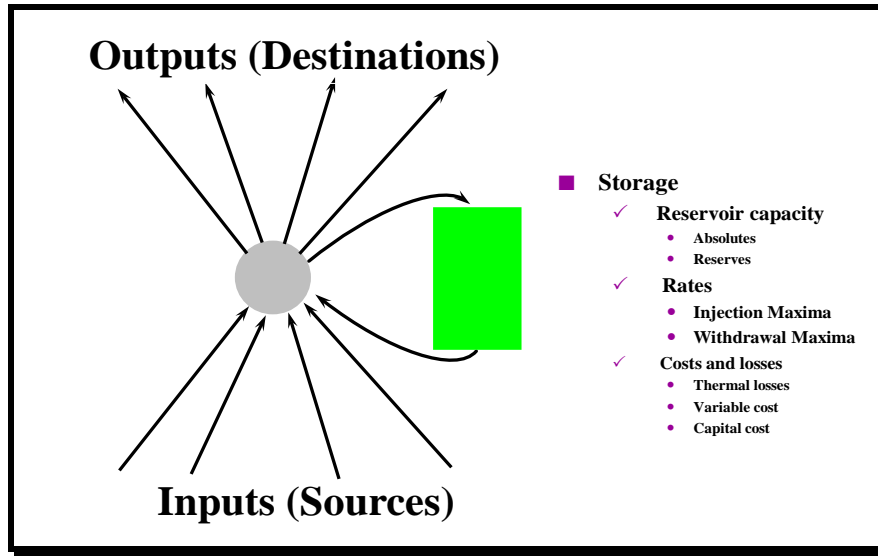 Outputs (Destinations)
Storage
Reservoir capacity
Absolutes
Reserves
Rates
Injection Maxima
Withdrawal Maxima
Costs and losses
Thermal losses
Variable cost
Capital cost
Inputs (Sources)